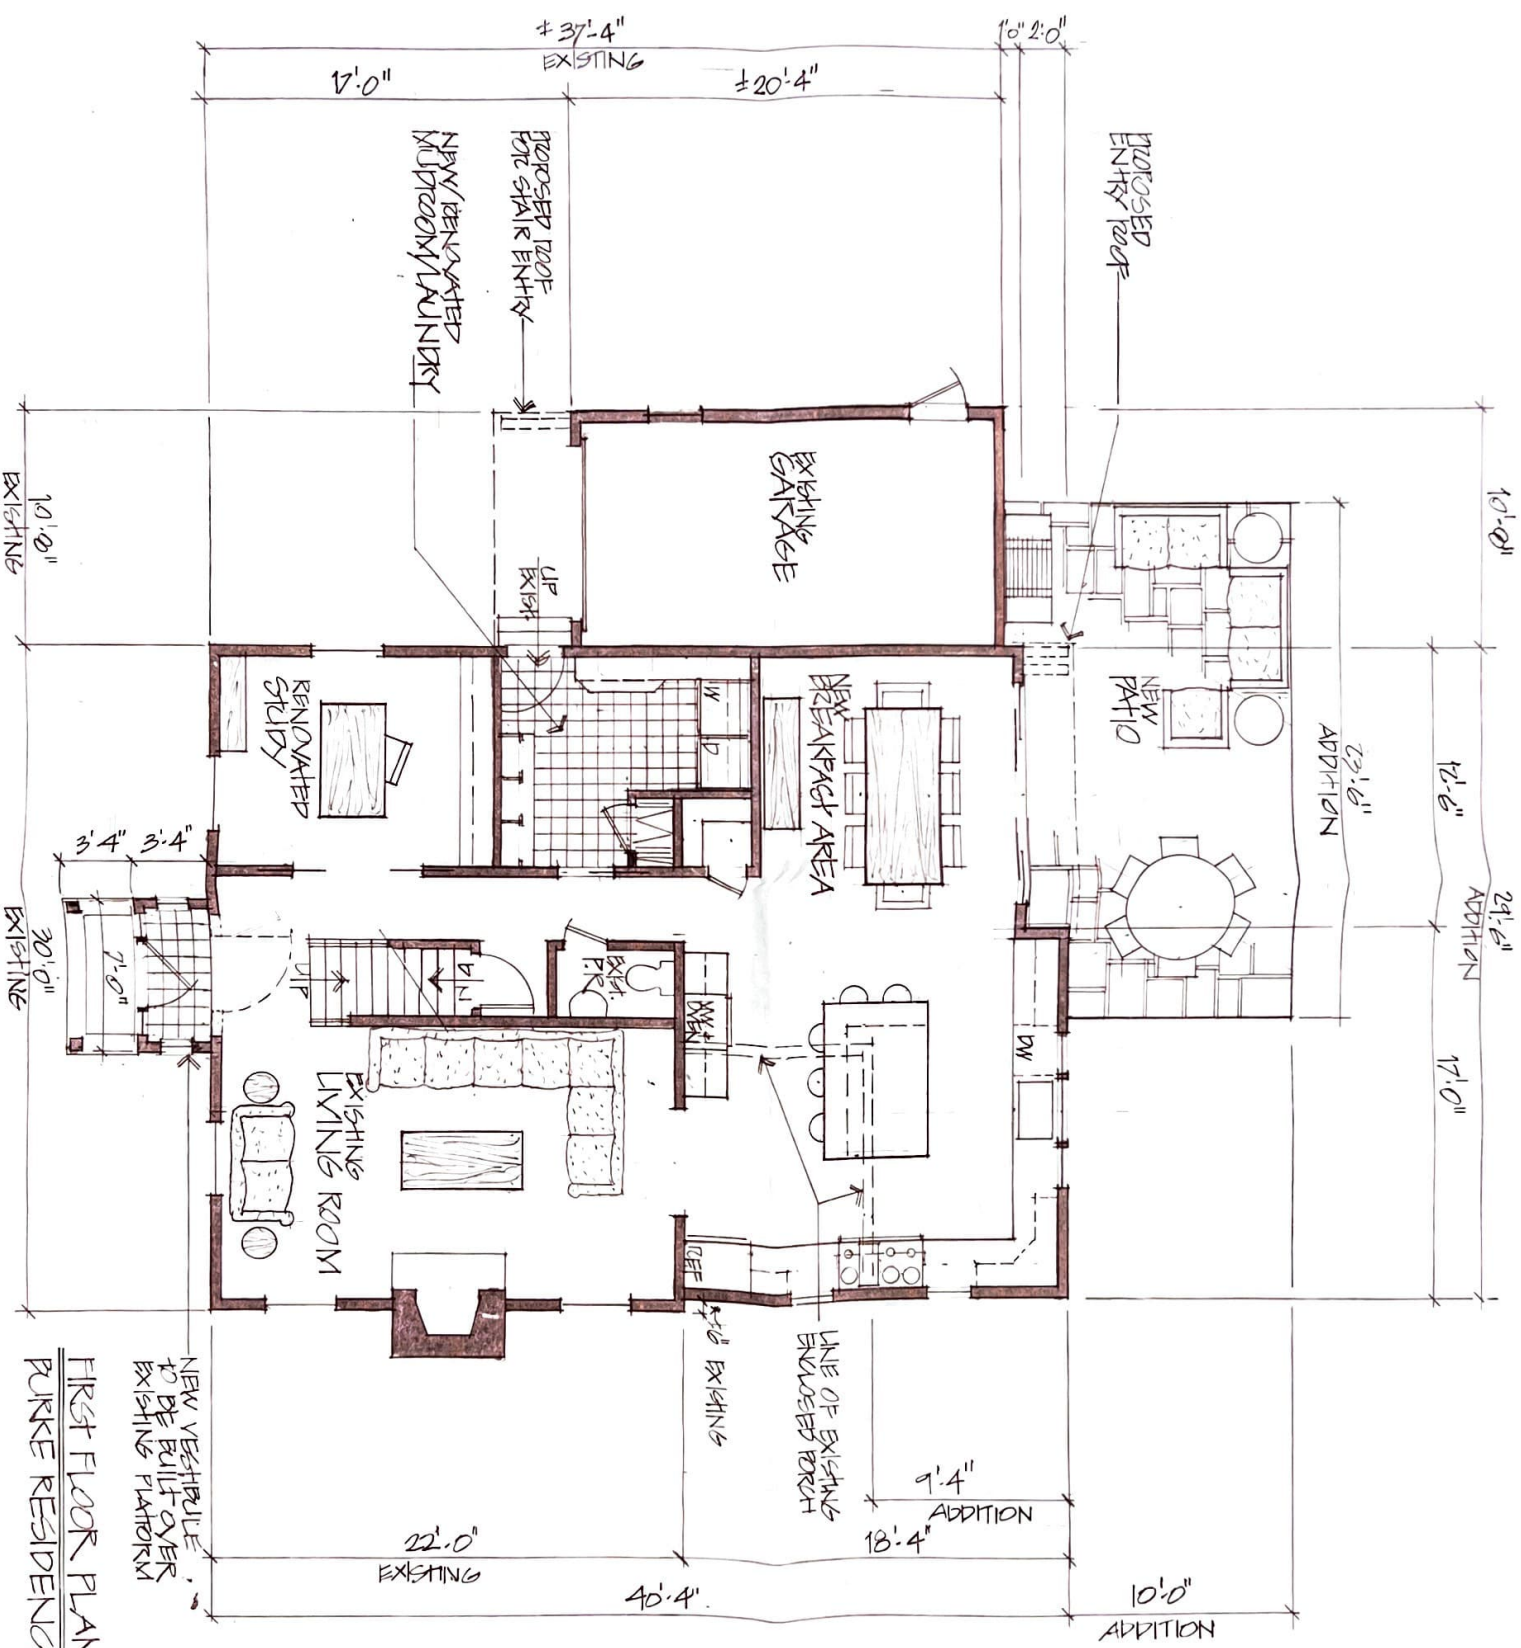 ± 37'-4"
EXISTING
1'0"
2'0"
17'-0"
±20'-4"
PROPOSED
ENTRY ROOF
PROPOSED ROOF
FOR STAIR ENTRY
NEW/RENOVATED
MUDROOM/LAUNDRY
10'-8"
EXISTING
EXISTING
GARAGE
10'-8"
UP
EXIST.
NEW
PATIO
23'-6"
ADDITION
12'-6"
29'-6"
ADDITION
17'-0"
RENOVATED
STUDY
W
D
NEW
BREAKFAST AREA
3'-4"
3'-4"
7'-0"
30'-0"
EXISTING
UP
DN
EXIST.
P.R.
OVEN
DW
EXISTING
LIVING ROOM
REF
±6" EXISTING
LINE OF EXISTING
ENCLOSED PORCH
NEW VESTIBULE
TO BE BUILT OVER
EXISTING PLATFORM
9'-4"
ADDITION
22'-0"
EXISTING
18'-4"
40'-4".
10'-0"
ADDITION
FIRST FLOOR PLAN